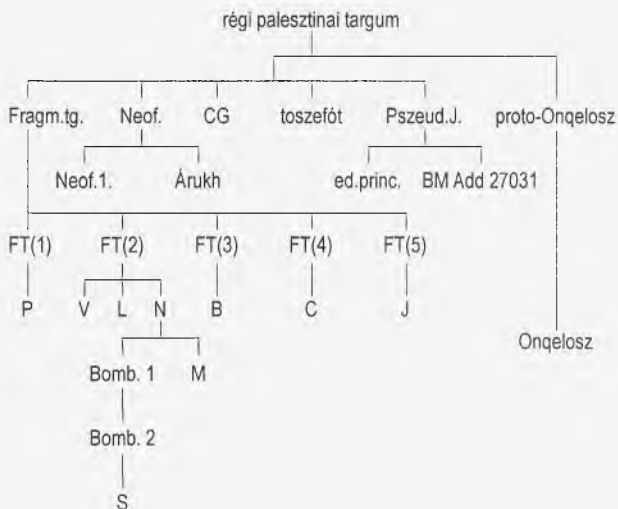 régi palesztinai targum
Fragm.tg. Neof. CG toszefót Pszeud.J. proto-Onqelosz
Neof.1. Árukh ed.princ. BM Add 27031
FT(1) FT(2) FT(3) FT(4) FT(5)
P V L N B C J
Onqelosz
Bomb. 1 M
Bomb. 2
S